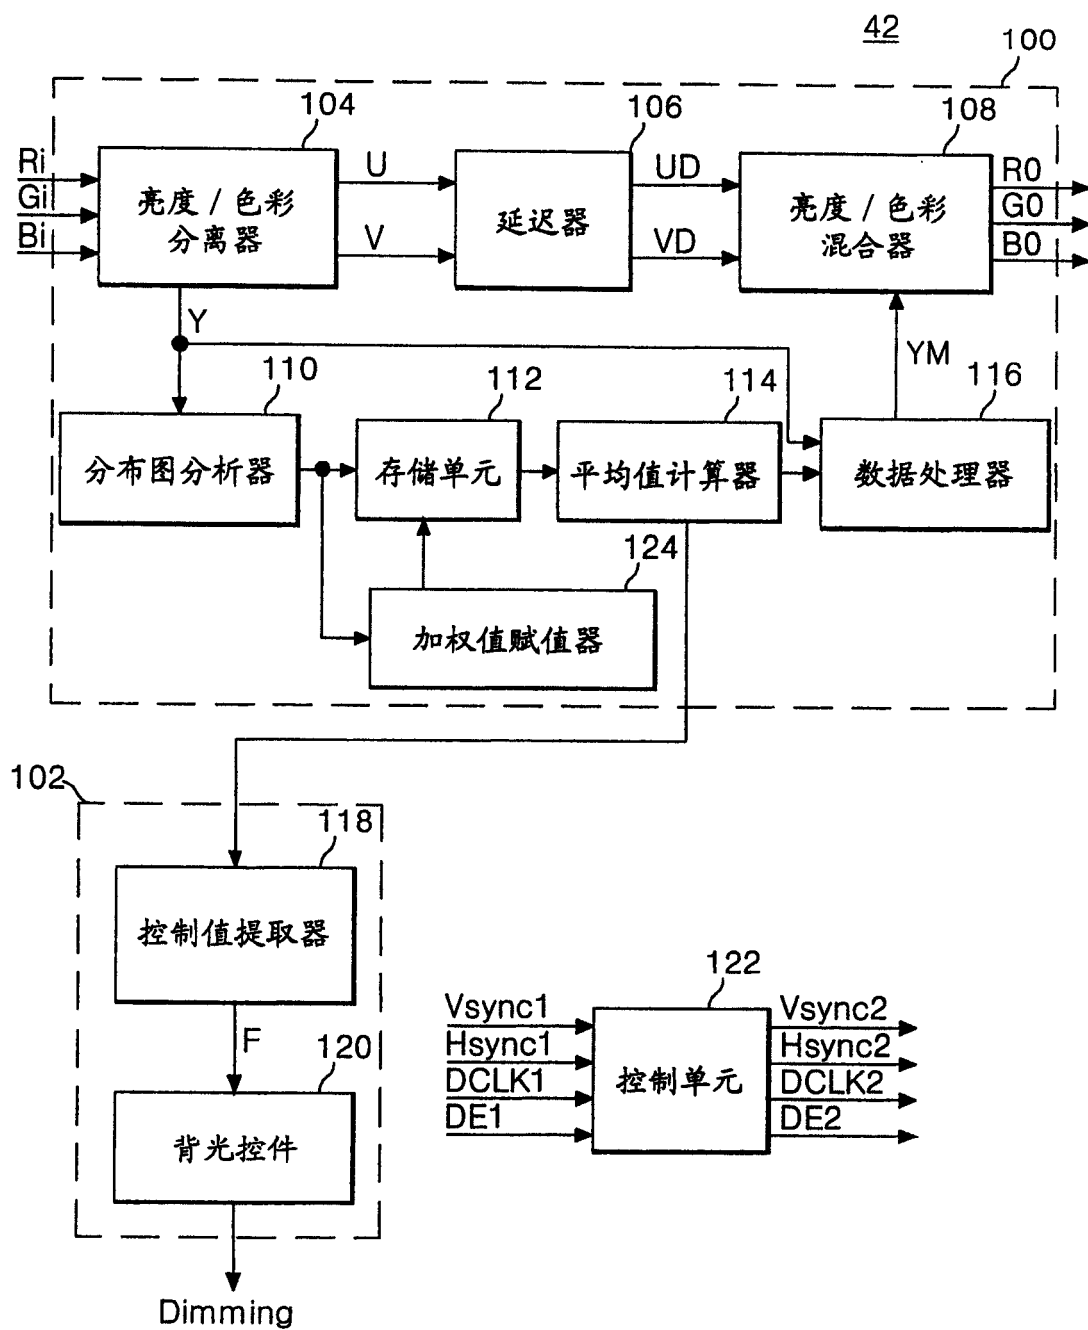 42
100
104
106
108
Ri
Gi
Bi
亮度 / 色彩
分离器
U
V
延迟器
UD
VD
亮度 / 色彩
混合器
R0
G0
B0
Y
YM
110
112
114
116
分布图分析器
存储单元
平均值计算器
数据处理器
124
加权值赋值器
102
118
控制值提取器
F
120
背光控件
Dimming
122
Vsync1
Hsync1
DCLK1
DE1
控制单元
Vsync2
Hsync2
DCLK2
DE2